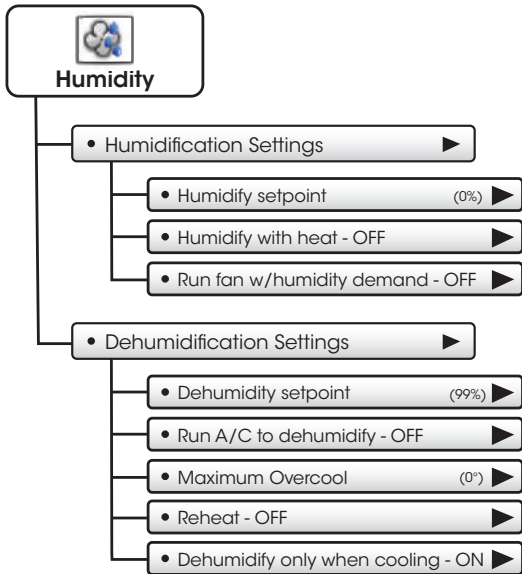 Humidity
• Humidification Settings
• Humidify setpoint (0%)
• Humidify with heat - OFF
• Run fan w/humidity demand - OFF
• Dehumidification Settings
• Dehumidity setpoint (99%)
• Run A/C to dehumidify - OFF
• Maximum Overcool (0°)
• Reheat - OFF
• Dehumidify only when cooling - ON